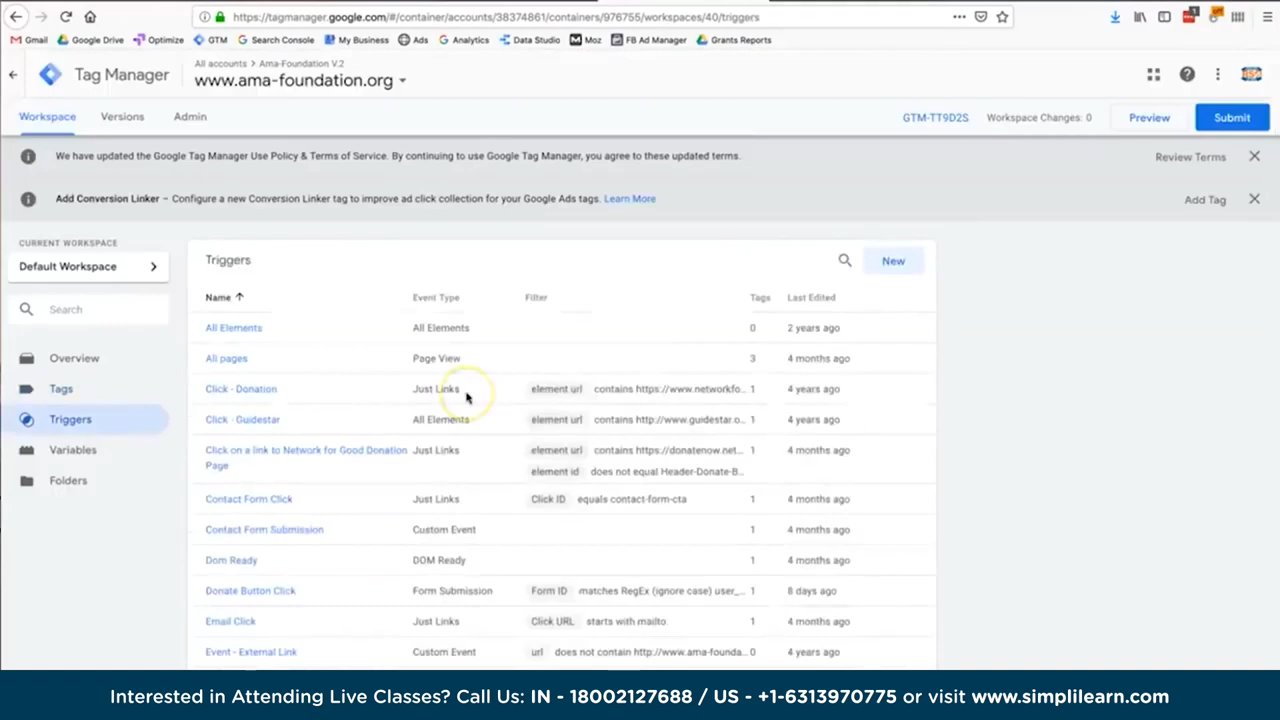 https://tagmanager.google.com/#/container/accounts/38374861/containers/976755/workspaces/40/triggers
Gmail Google Drive Optimize GTM Search Console My Business Ads Analytics Data Studio Moz FB Ad Manager Grants Reports
Tag Manager
All accounts > Ama-Foundation V.2
www.ama-foundation.org
Workspace Versions Admin GTM-TT9D2S Workspace Changes: 0 Preview Submit
We have updated the Google Tag Manager Use Policy & Terms of Service. By continuing to use Google Tag Manager, you agree to these updated terms. Review Terms
Add Conversion Linker – Configure a new Conversion Linker tag to improve ad click collection for your Google Ads tags. Learn More Add Tag
CURRENT WORKSPACE
Default Workspace
Search
Overview
Tags
Triggers
Variables
Folders
Triggers New
Name Event Type Filter Tags Last Edited
All Elements All Elements 0 2 years ago
All pages Page View 3 4 months ago
Click - Donation Just Links element url contains https://www.networkfo... 1 4 years ago
Click - Guidestar All Elements element url contains http://www.guidestar.o... 1 4 years ago
Click on a link to Network for Good Donation Page Just Links element url contains https://donatenow.net... 1 4 months ago
element id does not equal Header-Donate-B...
Contact Form Click Just Links Click ID equals contact-form-cta 1 4 months ago
Contact Form Submission Custom Event 1 4 months ago
Dom Ready DOM Ready 1 4 months ago
Donate Button Click Form Submission Form ID matches RegEx (ignore case) user_... 1 8 days ago
Email Click Just Links Click URL starts with mailto 1 4 months ago
Event - External Link Custom Event url does not contain http://www.ama-founda... 0 4 years ago
Interested in Attending Live Classes? Call Us: IN - 18002127688 / US - +1-6313970775 or visit www.simplilearn.com